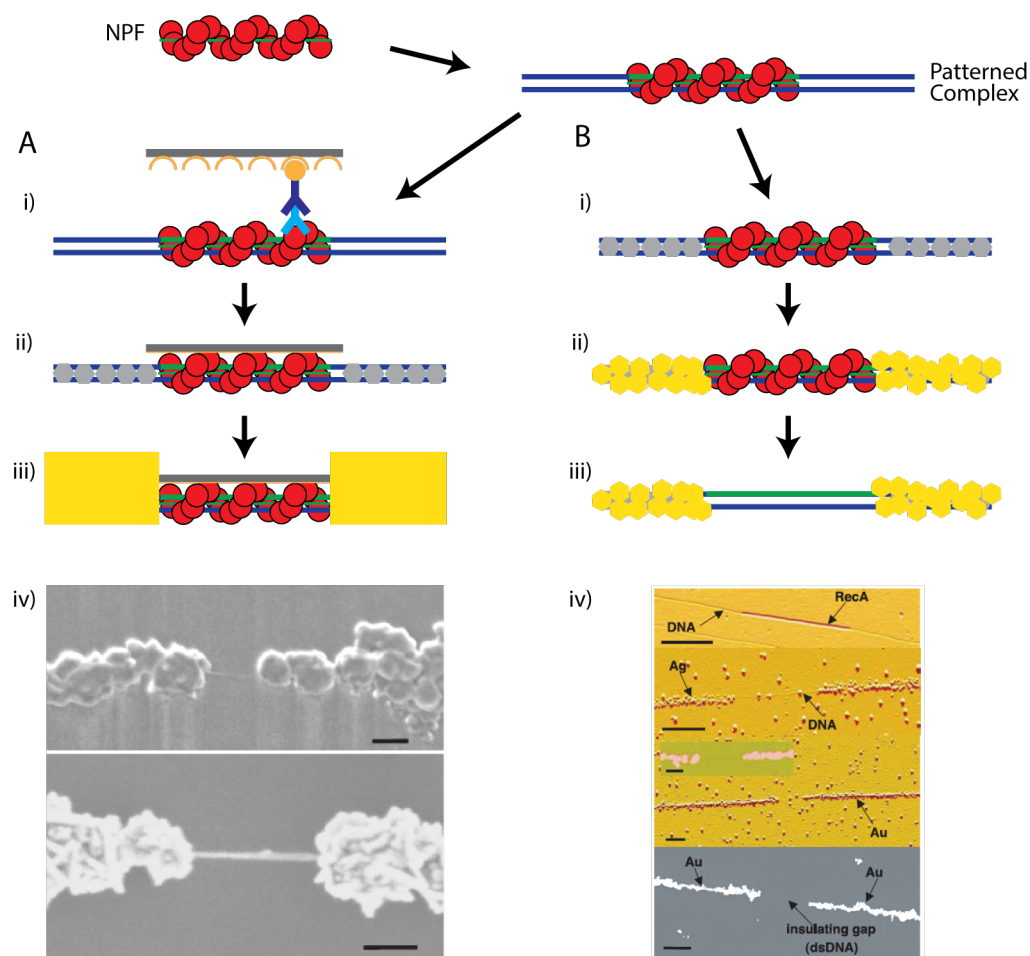 NPF
Patterned
Complex
A
B
i)
i)
ii)
ii)
iii)
iii)
iv)
iv)
RecA
DNA
Ag
DNA
Au
Au
Au
insulating gap
(dsDNA)